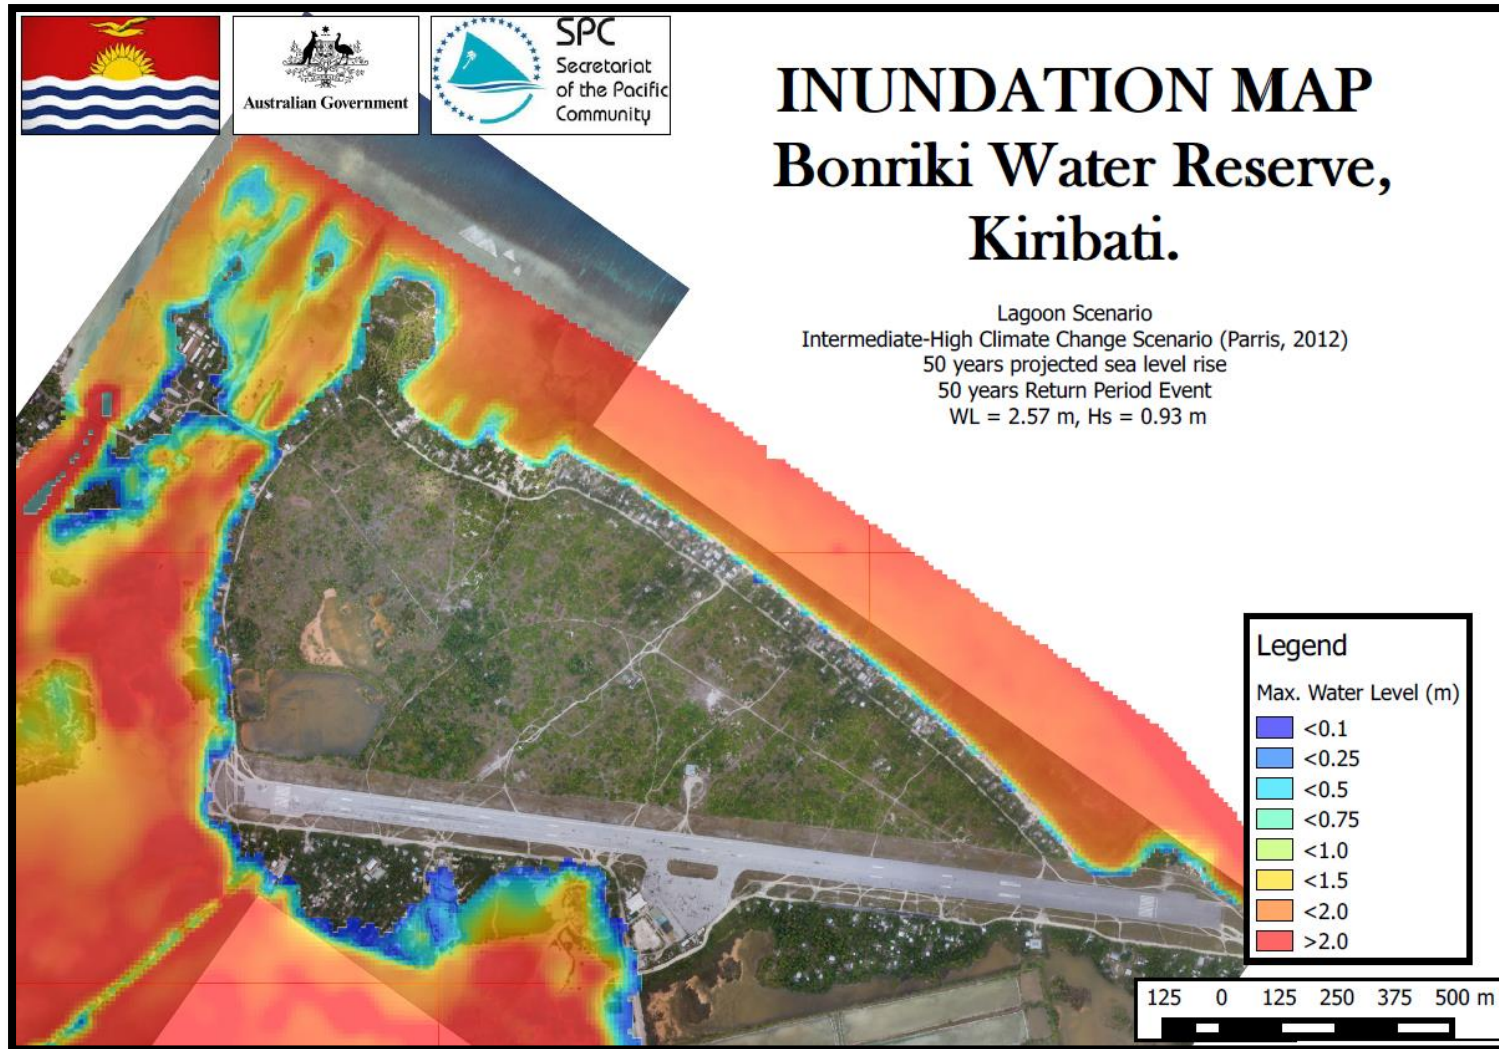 Australian Government
SPC
Secretariat
of the Pacific
Community
INUNDATION MAP
Bonriki Water Reserve,
Kiribati.
Lagoon Scenario
Intermediate-High Climate Change Scenario (Parris, 2012)
50 years projected sea level rise
50 years Return Period Event
WL = 2.57 m, Hs = 0.93 m
Legend
Max. Water Level (m)
<0.1
<0.25
<0.5
<0.75
<1.0
<1.5
<2.0
>2.0
125 0 125 250 375 500 m